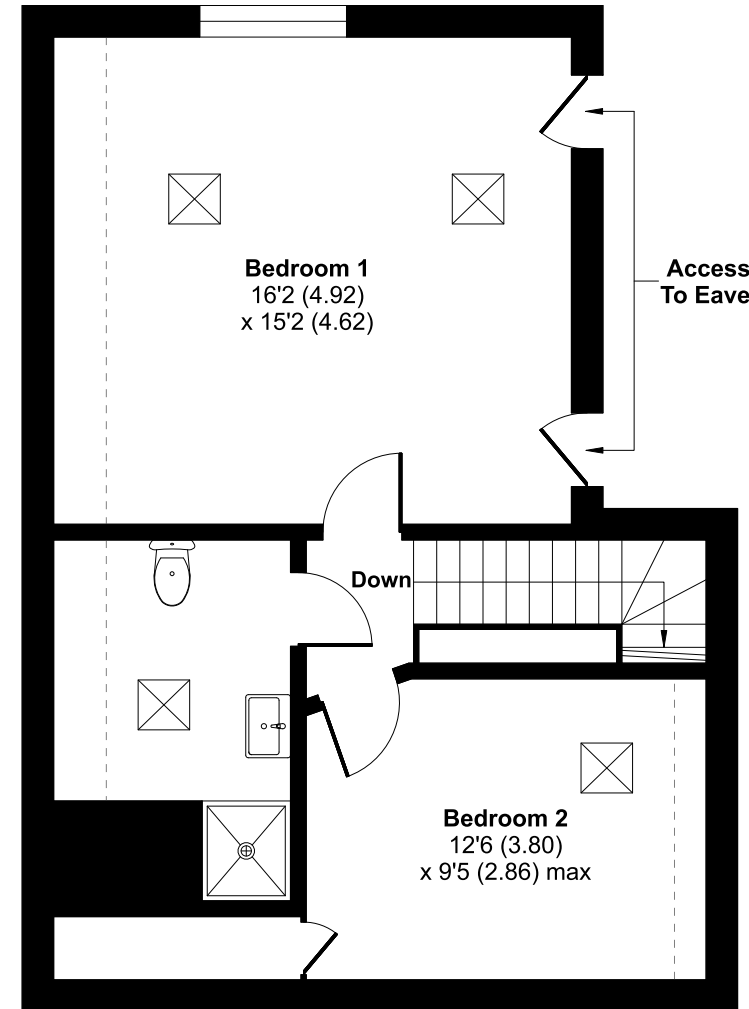 Bedroom 1
16'2 (4.92)
x 15'2 (4.62)
Access
To Eave
Down
Bedroom 2
12'6 (3.80)
x 9'5 (2.86) max